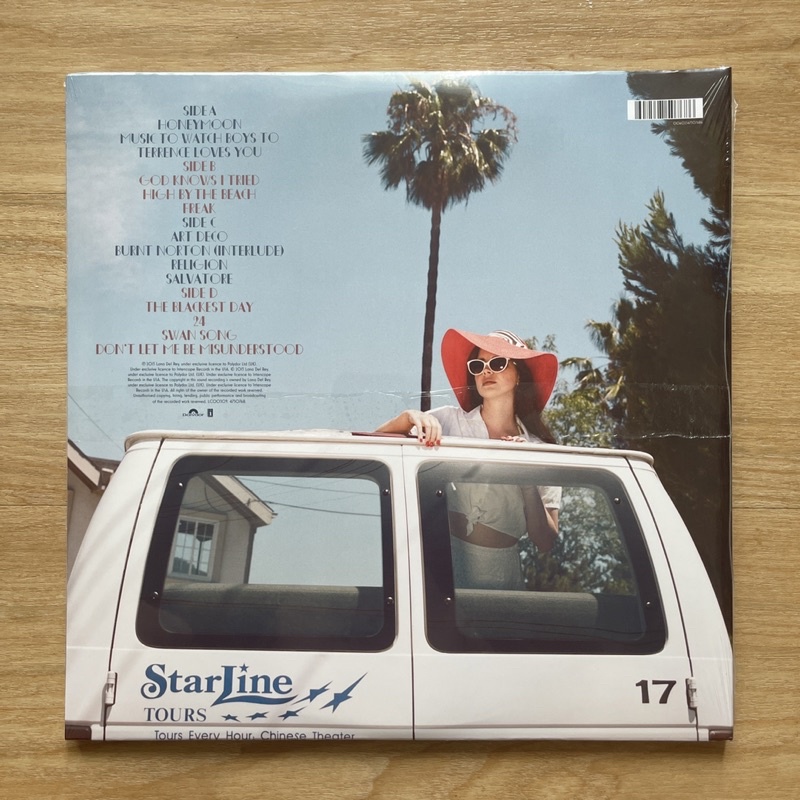 SIDE A
HONEYMOON
MUSIC TO WATCH BOYS TO
TERRENCE LOVES YOU
SIDE B
GOD KNOWS I TRIED
HIGH BY THE BEACH
FREAK
SIDE C
ART DECO
BURNT NORTON (INTERLUDE)
RELIGION
SALVATORE
SIDE D
THE BLACKEST DAY
24
SWAN SONG
DON'T LET ME BE MISUNDERSTOOD
StarLine
TOURS
Tours Every Hour, Chinese Theater
17